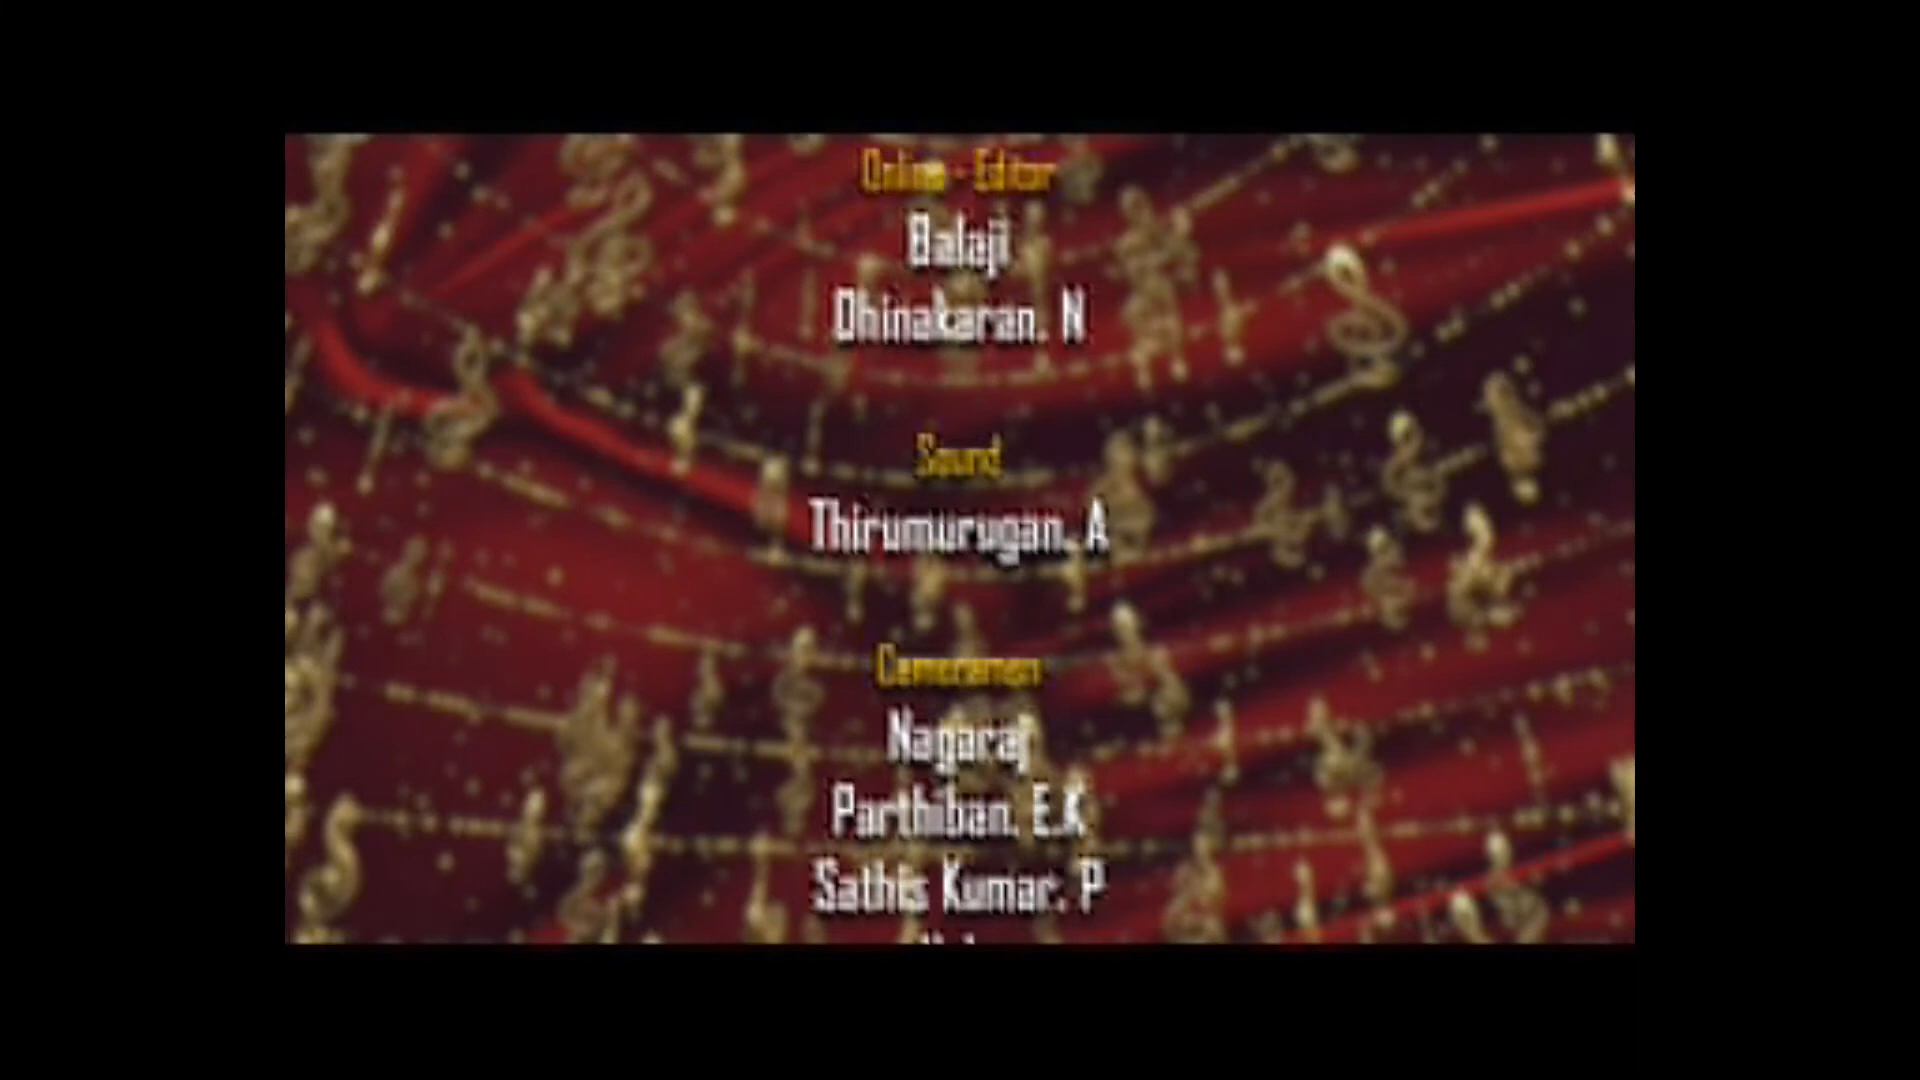 Online - Editor
Balaji
Dhinakaran. N
Sound
Thirumurugan. A
Cameraman
Nagaraj
Parthiban. E.K
Sathis Kumar. P